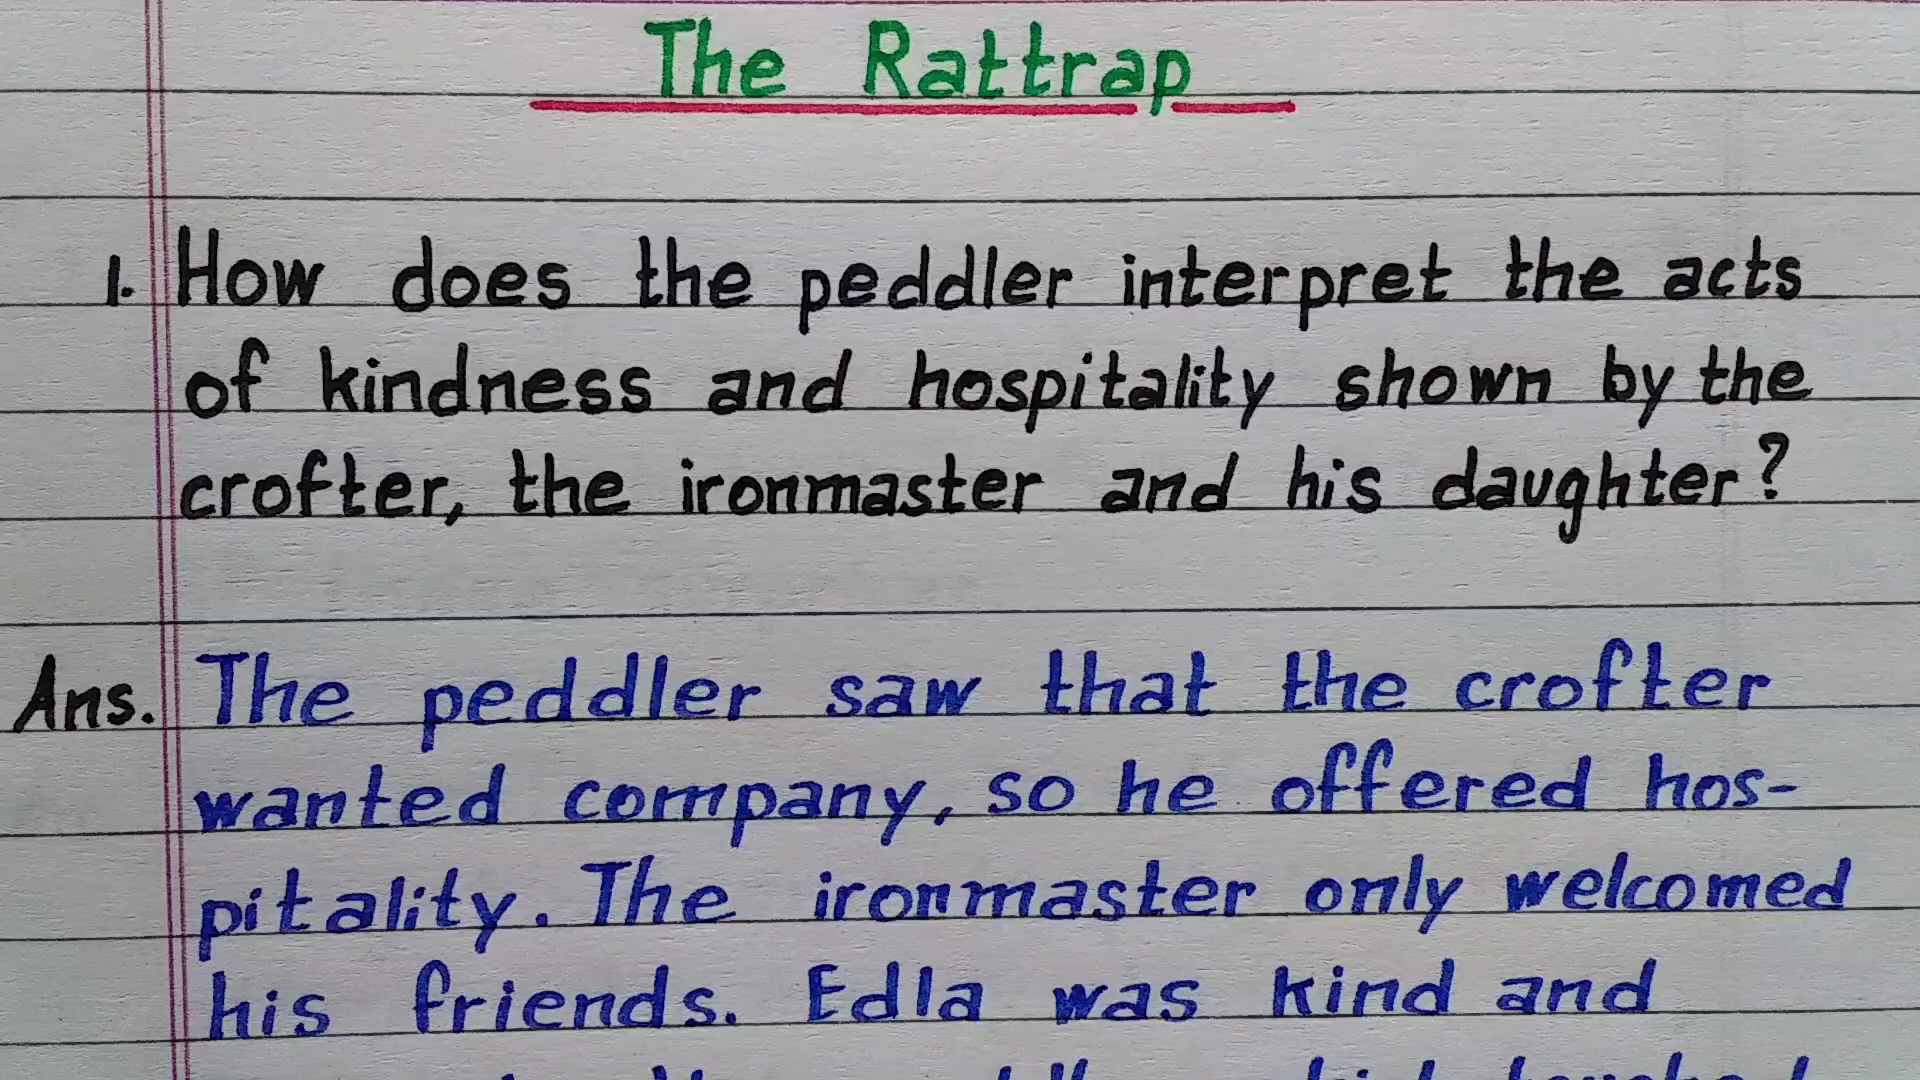 The Rattrap
1. How does the peddler interpret the acts
of kindness and hospitality shown by the
crofter, the ironmaster and his daughter?
Ans. The peddler saw that the crofter
wanted company, so he offered hos-
pitality. The ironmaster only welcomed
his friends. Edla was kind and